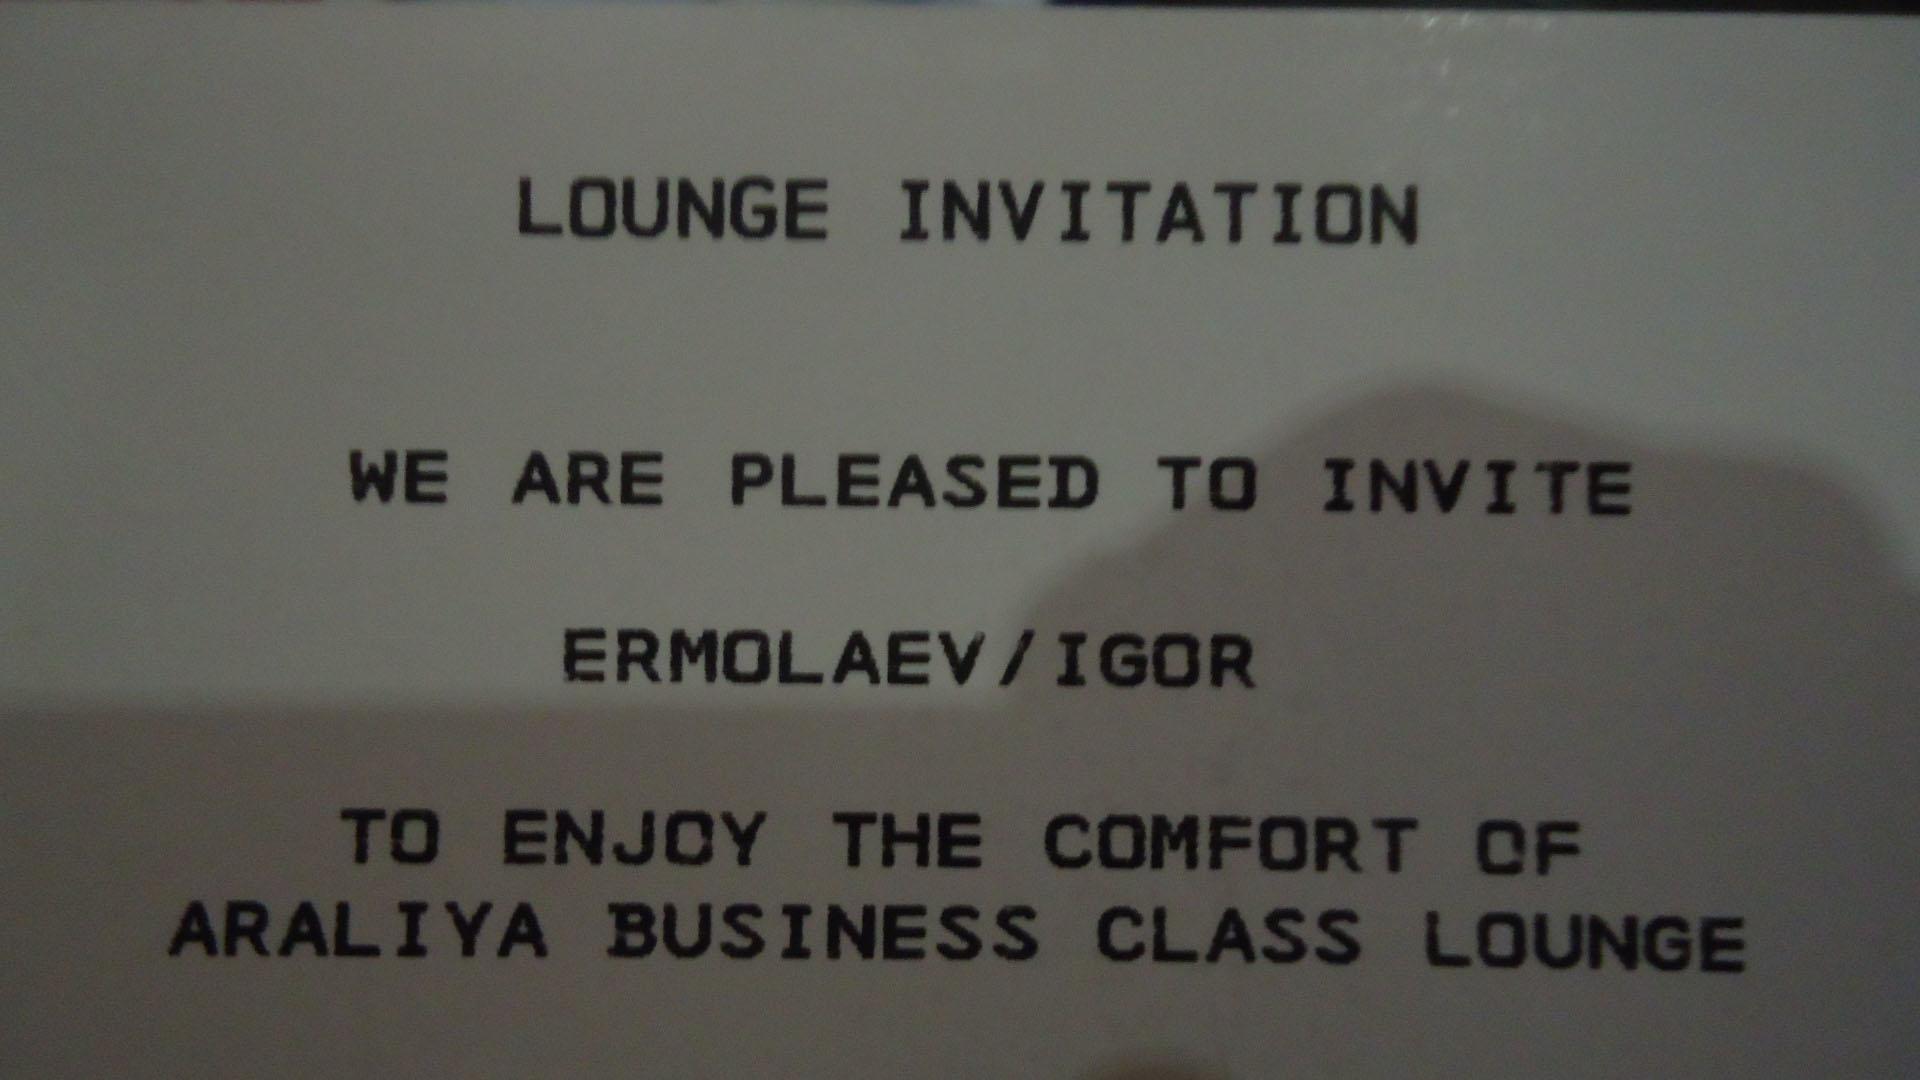 LOUNGE INVITATION
WE ARE PLEASED TO INVITE
ERMOLAEV/IGOR
TO ENJOY THE COMFORT OF
ARALIYA BUSINESS CLASS LOUNGE